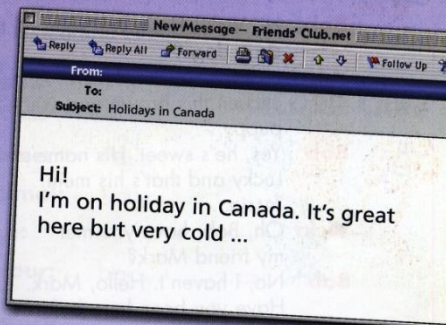 New Message – Friends' Club.net
Reply Reply All Forward Follow Up
From:
To:
Subject: Holidays in Canada
Hi!
I'm on holiday in Canada. It's great
here but very cold ...